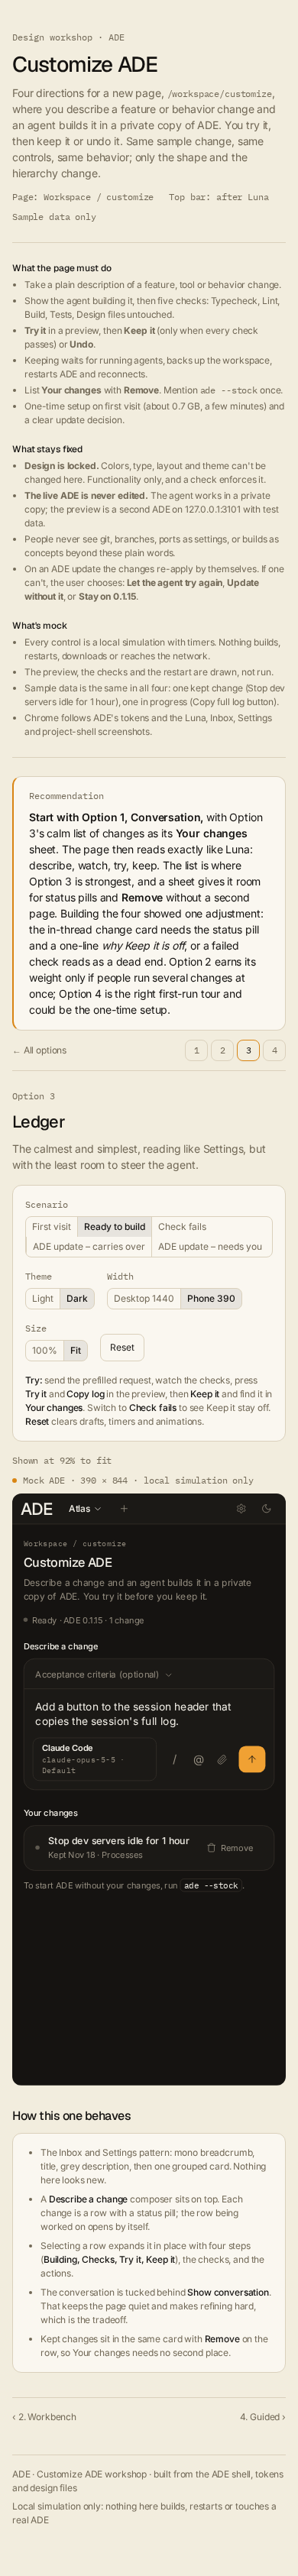 Design workshop · ADE
Customize ADE
Four directions for a new page, /workspace/customize,
where you describe a feature or behavior change and
an agent builds it in a private copy of ADE. You try it,
then keep it or undo it. Same sample change, same
controls, same behavior; only the shape and the
hierarchy change.
Page: Workspace / customize Top bar: after Luna
Sample data only
What the page must do
• Take a plain description of a feature, tool or behavior change.
• Show the agent building it, then five checks: Typecheck, Lint,
Build, Tests, Design files untouched.
• Try it in a preview, then Keep it (only when every check
passes) or Undo.
• Keeping waits for running agents, backs up the workspace,
restarts ADE and reconnects.
• List Your changes with Remove. Mention ade --stock once.
• One-time setup on first visit (about 0.7 GB, a few minutes) and
a clear update decision.
What stays fixed
• Design is locked. Colors, type, layout and theme can't be
changed here. Functionality only, and a check enforces it.
• The live ADE is never edited. The agent works in a private
copy; the preview is a second ADE on 127.0.0.1:3101 with test
data.
• People never see git, branches, ports as settings, or builds as
concepts beyond these plain words.
• On an ADE update the changes re-apply by themselves. If one
can't, the user chooses: Let the agent try again, Update
without it, or Stay on 0.1.15.
What's mock
• Every control is a local simulation with timers. Nothing builds,
restarts, downloads or reaches the network.
• The preview, the checks and the restart are drawn, not run.
• Sample data is the same in all four: one kept change (Stop dev
servers idle for 1 hour), one in progress (Copy full log button).
• Chrome follows ADE's tokens and the Luna, Inbox, Settings
and project-shell screenshots.
Recommendation
Start with Option 1, Conversation, with Option
3's calm list of changes as its Your changes
sheet. The page then reads exactly like Luna:
describe, watch, try, keep. The list is where
Option 3 is strongest, and a sheet gives it room
for status pills and Remove without a second
page. Building the four showed one adjustment:
the in-thread change card needs the status pill
and a one-line why Keep it is off, or a failed
check reads as a dead end. Option 2 earns its
weight only if people run several changes at
once; Option 4 is the right first-run tour and
could be the one-time setup.
← All options 1 2 3 4
Option 3
Ledger
The calmest and simplest, reading like Settings, but
with the least room to steer the agent.
Scenario
First visit Ready to build Check fails
ADE update – carries over ADE update – needs you
Theme Width
Light Dark Desktop 1440 Phone 390
Size
100% Fit Reset
Try: send the prefilled request, watch the checks, press
Try it and Copy log in the preview, then Keep it and find it in
Your changes. Switch to Check fails to see Keep it stay off.
Reset clears drafts, timers and animations.
Shown at 92% to fit
Mock ADE · 390 × 844 · local simulation only
ADE Atlas
Workspace / customize
Customize ADE
Describe a change and an agent builds it in a private
copy of ADE. You try it before you keep it.
Ready · ADE 0.1.15 · 1 change
Describe a change
Acceptance criteria (optional)
Add a button to the session header that
copies the session's full log.
Claude Code
claude-opus-5-5 ·
Default
/ @
Your changes
Stop dev servers idle for 1 hour
Kept Nov 18 · Processes
Remove
To start ADE without your changes, run ade --stock.
How this one behaves
• The Inbox and Settings pattern: mono breadcrumb,
title, grey description, then one grouped card. Nothing
here looks new.
• A Describe a change composer sits on top. Each
change is a row with a status pill; the row being
worked on opens by itself.
• Selecting a row expands it in place with four steps
(Building, Checks, Try it, Keep it), the checks, and the
actions.
• The conversation is tucked behind Show conversation.
That keeps the page quiet and makes refining hard,
which is the tradeoff.
• Kept changes sit in the same card with Remove on the
row, so Your changes needs no second place.
‹ 2. Workbench 4. Guided ›
ADE · Customize ADE workshop · built from the ADE shell, tokens
and design files
Local simulation only: nothing here builds, restarts or touches a
real ADE